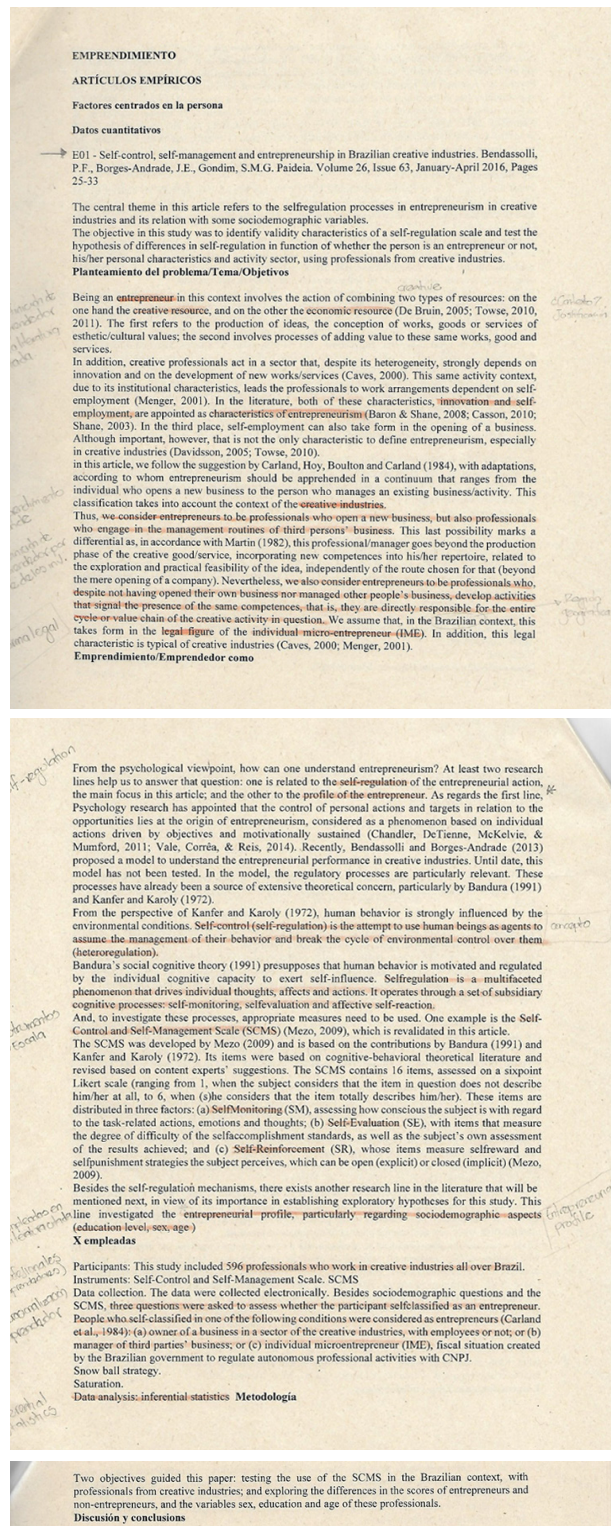 EMPRENDIMIENTO
ARTÍCULOS EMPÍRICOS
Factores centrados en la persona
Datos cuantitativos
E01 - Self-control, self-management and entrepreneurship in Brazilian creative industries. Bendassolli,
P.F., Borges-Andrade, J.E., Gondim, S.M.G. Paideia. Volume 26, Issue 63, January-April 2016, Pages
25-33
The central theme in this article refers to the selfregulation processes in entrepreneurism in creative
industries and its relation with some sociodemographic variables.
The objective in this study was to identify validity characteristics of a self-regulation scale and test the
hypothesis of differences in self-regulation in function of whether the person is an entrepreneur or not,
his/her personal characteristics and activity sector, using professionals from creative industries.
Planteamiento del problema/Tema/Objetivos
creative
Being an entrepreneur in this context involves the action of combining two types of resources: on the
one hand the creative resource, and on the other the economic resource (De Bruin, 2005; Towse, 2010,
2011). The first refers to the production of ideas, the conception of works, goods or services of
esthetic/cultural values; the second involves processes of adding value to these same works, good and
services.
In addition, creative professionals act in a sector that, despite its heterogeneity, strongly depends on
innovation and on the development of new works/services (Caves, 2000). This same activity context,
due to its institutional characteristics, leads the professionals to work arrangements dependent on self-
employment (Menger, 2001). In the literature, both of these characteristics, innovation and self-
employment, are appointed as characteristics of entrepreneurism (Baron & Shane, 2008; Casson, 2010;
Shane, 2003). In the third place, self-employment can also take form in the opening of a business.
Although important, however, that is not the only characteristic to define entrepreneurism, especially
in creative industries (Davidsson, 2005; Towse, 2010).
in this article, we follow the suggestion by Carland, Hoy, Boulton and Carland (1984), with adaptations,
according to whom entrepreneurism should be apprehended in a continuum that ranges from the
individual who opens a new business to the person who manages an existing business/activity. This
classification takes into account the context of the creative industries.
Thus, we consider entrepreneurs to be professionals who open a new business, but also professionals
who engage in the management routines of third persons' business. This last possibility marks a
differential as, in accordance with Martin (1982), this professional/manager goes beyond the production
phase of the creative good/service, incorporating new competences into his/her repertoire, related to
the exploration and practical feasibility of the idea, independently of the route chosen for that (beyond
the mere opening of a company). Nevertheless, we also consider entrepreneurs to be professionals who,
despite not having opened their own business nor managed other people's business, develop activities
that signal the presence of the same competences, that is, they are directly responsible for the entire
cycle or value chain of the creative activity in question. We assume that, in the Brazilian context, this
takes form in the legal figure of the individual micro-entrepreneur (IME). In addition, this legal
characteristic is typical of creative industries (Caves, 2000; Menger, 2001).
Emprendimiento/Emprendedor como
From the psychological viewpoint, how can one understand entrepreneurism? At least two research
lines help us to answer that question: one is related to the self-regulation of the entrepreneurial action,
the main focus in this article; and the other to the profile of the entrepreneur. As regards the first line,
Psychology research has appointed that the control of personal actions and targets in relation to the
opportunities lies at the origin of entrepreneurism, considered as a phenomenon based on individual
actions driven by objectives and motivationally sustained (Chandler, DeTienne, McKelvie, &
Mumford, 2011; Vale, Corrêa, & Reis, 2014). Recently, Bendassolli and Borges-Andrade (2013)
proposed a model to understand the entrepreneurial performance in creative industries. Until date, this
model has not been tested. In the model, the regulatory processes are particularly relevant. These
processes have already been a source of extensive theoretical concern, particularly by Bandura (1991)
and Kanfer and Karoly (1972).
From the perspective of Kanfer and Karoly (1972), human behavior is strongly influenced by the
environmental conditions. Self-control (self-regulation) is the attempt to use human beings as agents to
assume the management of their behavior and break the cycle of environmental control over them
(heteroregulation).
concepto
Bandura's social cognitive theory (1991) presupposes that human behavior is motivated and regulated
by the individual cognitive capacity to exert self-influence. Selfregulation is a multifaceted
phenomenon that drives individual thoughts, affects and actions. It operates through a set of subsidiary
cognitive processes: self-monitoring, selfevaluation and affective self-reaction.
And, to investigate these processes, appropriate measures need to be used. One example is the Self-
Control and Self-Management Scale (SCMS) (Mezo, 2009), which is revalidated in this article.
The SCMS was developed by Mezo (2009) and is based on the contributions by Bandura (1991) and
Kanfer and Karoly (1972). Its items were based on cognitive-behavioral theoretical literature and
revised based on content experts' suggestions. The SCMS contains 16 items, assessed on a sixpoint
Likert scale (ranging from 1, when the subject considers that the item in question does not describe
him/her at all, to 6, when (s)he considers that the item totally describes him/her). These items are
distributed in three factors: (a) SelfMonitoring (SM), assessing how conscious the subject is with regard
to the task-related actions, emotions and thoughts; (b) Self-Evaluation (SE), with items that measure
the degree of difficulty of the selfaccomplishment standards, as well as the subject's own assessment
of the results achieved; and (c) Self-Reinforcement (SR), whose items measure selfreward and
selfpunishment strategies the subject perceives, which can be open (explicit) or closed (implicit) (Mezo,
2009).
Besides the self-regulation mechanisms, there exists another research line in the literature that will be
mentioned next, in view of its importance in establishing exploratory hypotheses for this study. This
line investigated the entrepreneurial profile, particularly regarding sociodemographic aspects
(education level, sex, age )
profile
X empleadas
Participants: This study included 596 professionals who work in creative industries all over Brazil.
Instruments: Self-Control and Self-Management Scale. SCMS
Data collection. The data were collected electronically. Besides sociodemographic questions and the
SCMS, three questions were asked to assess whether the participant selfclassified as an entrepreneur.
People who self-classified in one of the following conditions were considered as entrepreneurs (Carland
et al., 1984): (a) owner of a business in a sector of the creative industries, with employees or not; or (b)
manager of third parties' business; or (c) individual microentrepreneur (IME), fiscal situation created
by the Brazilian government to regulate autonomous professional activities with CNPJ.
Snow ball strategy.
Saturation.
Data analysis: inferential statistics Metodología
Two objectives guided this paper: testing the use of the SCMS in the Brazilian context, with
professionals from creative industries; and exploring the differences in the scores of entrepreneurs and
non-entrepreneurs, and the variables sex, education and age of these professionals.
Discusión y conclusions